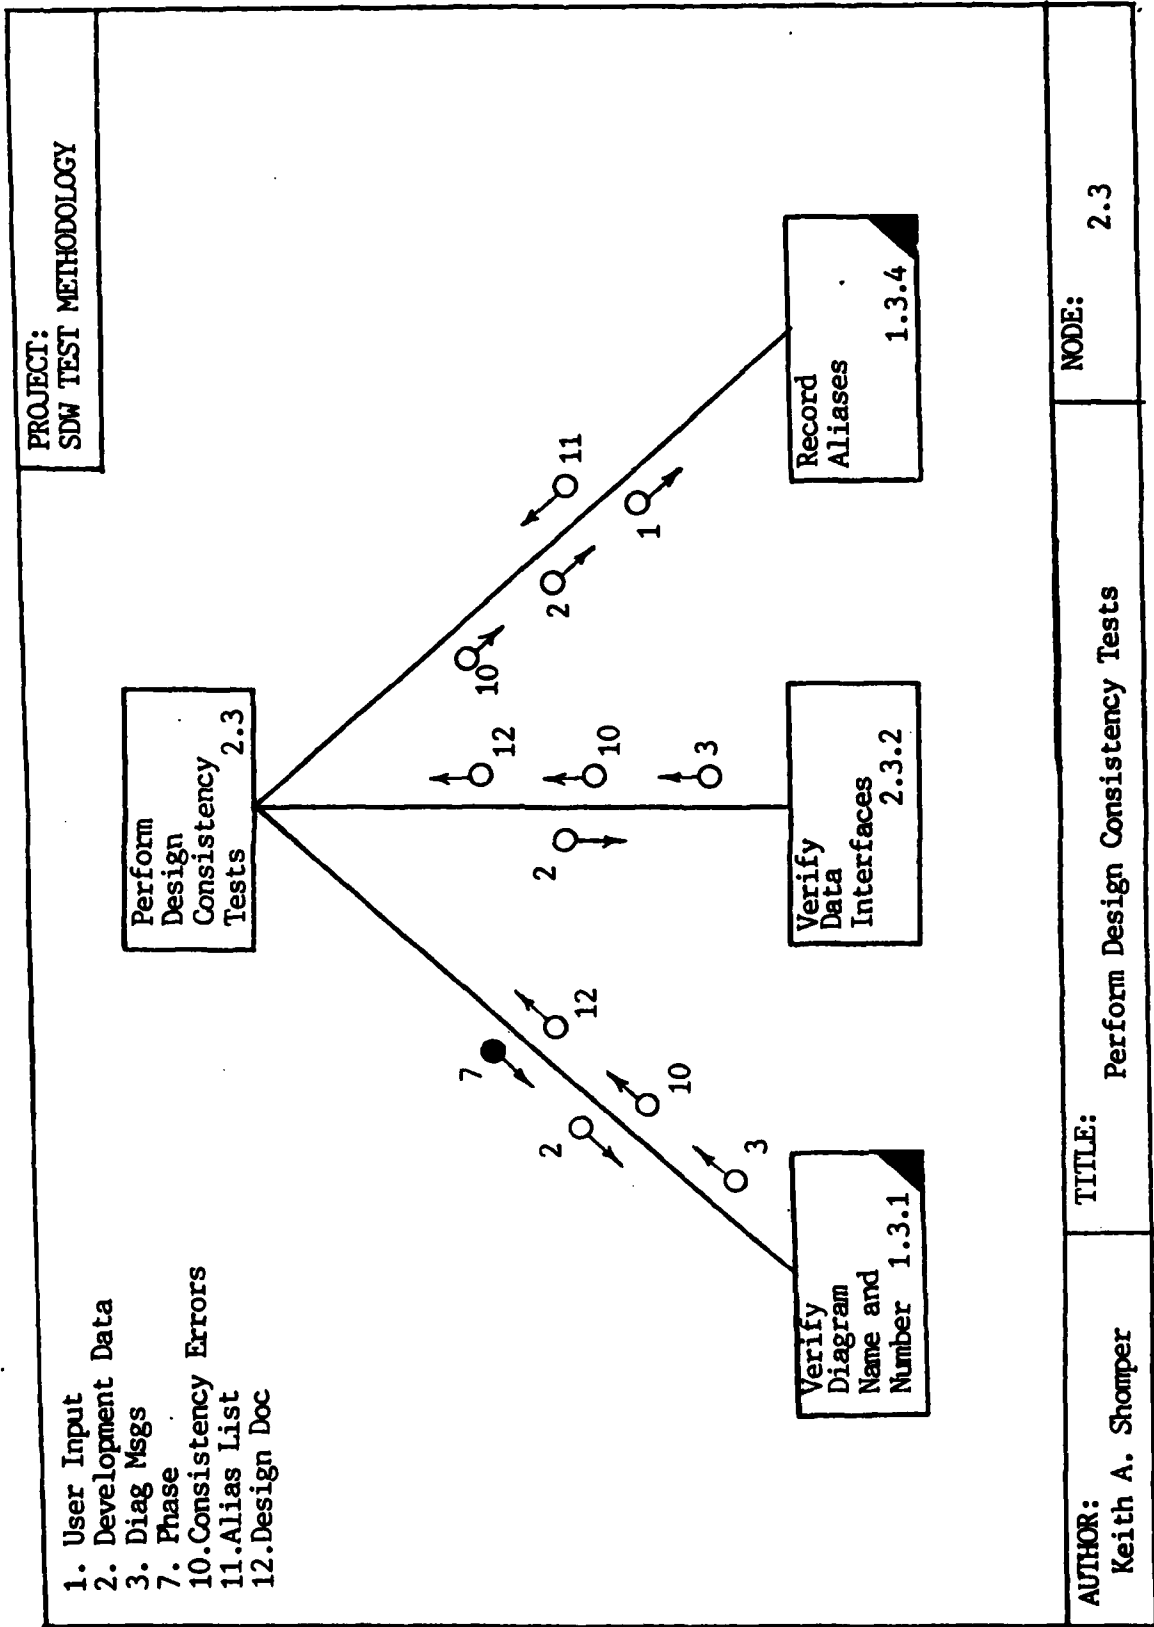 PROJECT:
SDW TEST METHODOLOGY
1. User Input
2. Development Data
3. Diag Msgs
7. Phase
10.Consistency Errors
11.Alias List
12.Design Doc
Perform
Design
Consistency
Tests 2.3
7
2
12
10
3
2
12
10
3
10
2
1
11
Verify
Diagram
Name and
Number 1.3.1
Verify
Data
Interfaces
2.3.2
Record
Aliases
1.3.4
AUTHOR:
Keith A. Shomper
TITLE:
Perform Design Consistency Tests
NODE:
2.3